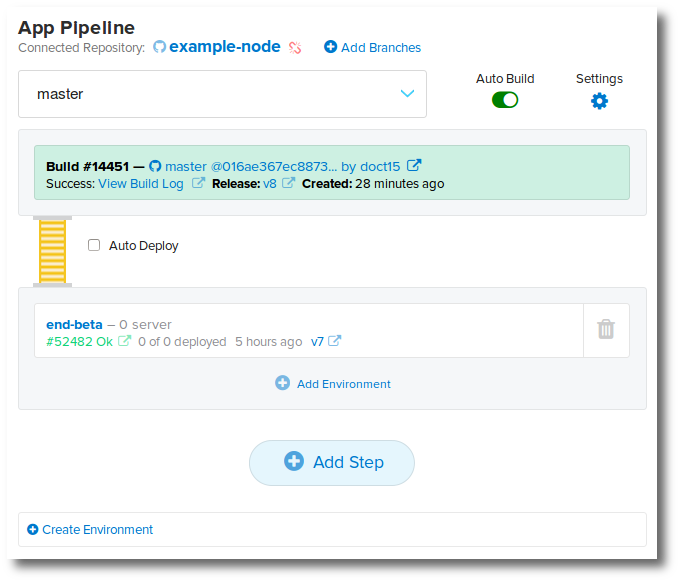 App Pipeline
Connected Repository: example-node Add Branches
master
Auto Build
Settings
Build #14451 — master @016ae367ec8873... by doct15
Success: View Build Log Release: v8 Created: 28 minutes ago
Auto Deploy
end-beta – 0 server
#52482 Ok 0 of 0 deployed 5 hours ago v7
Add Environment
Add Step
Create Environment